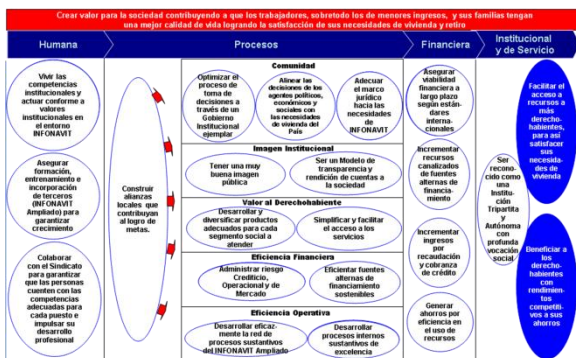 Crear valor para la sociedad contribuyendo a que los trabajadores, sobretodo los de menores ingresos, y sus familias tengan
una mejor calidad de vida logrando la satisfacción de sus necesidades de vivienda y retiro
Humana
Procesos
Financiera
Institucional
y de Servicio
Vivir las
competencias
institucionales y
actuar conforme a
valores
institucionales en
el entorno
INFONAVIT
Asegurar
formación,
entrenamiento e
incorporación
de terceros
(INFONAVIT
Ampliado) para
garantizar
crecimiento
Colaborar
con el Sindicato
para garantizar
que las personas
cuenten con las
competencias
adecuadas para
cada puesto e
impulsar su
desarrollo
profesional
Construir
alianzas
locales que
contribuyan
al logro de
metas.
Comunidad
Optimizar el
proceso de
toma de
decisiones a
través de un
Gobierno
Institucional
ejemplar
Alinear las
decisiones de los
agentes políticos,
económicos y
sociales con las
necesidades de
vivienda del
País
Adecuar
el marco
jurídico hacia
las
necesidades
de
INFONAVIT
Imagen Institucional
Tener una muy
buena imagen
pública
Ser un Modelo de
transparencia y
rendición de cuentas a
la sociedad
Valor al Derechohabiente
Desarrollar y
diversificar productos
adecuados para cada
segmento social a
atender
Simplificar y facilitar
el acceso a los
servicios
Eficiencia Financiera
Administrar riesgo
Crediticio,
Operacional y de
Mercado
Eficientar fuentes
alternas de
financiamiento
sostenibles
Eficiencia Operativa
Desarrollar eficaz-
mente la red de
procesos sustantivos
del INFONAVIT Ampliado
Desarrollar
procesos internos
sustantivos de
excelencia
Asegurar
viabilidad
financiera a
largo plazo
según están-
dares
interna-
cionales
Incrementar
recursos
canalizados
de fuentes
alternas de
financia-
miento
Incrementar
ingresos
por
recaudación
y cobranza
de crédito
Generar
ahorros por
eficiencia
en el uso de
recursos
Ser
recono-
cido como
una
Institu-
ción
Tripartita
y
Autónoma
con
profunda
vocación
social
Facilitar el
acceso a
recursos a
más
derecho-
habientes,
para así
satisfacer
sus
necesida-
des de
vivienda
Beneficiar a
los
derecho-
habientes
con
rendimien-
tos
competiti-
vos a sus
ahorros